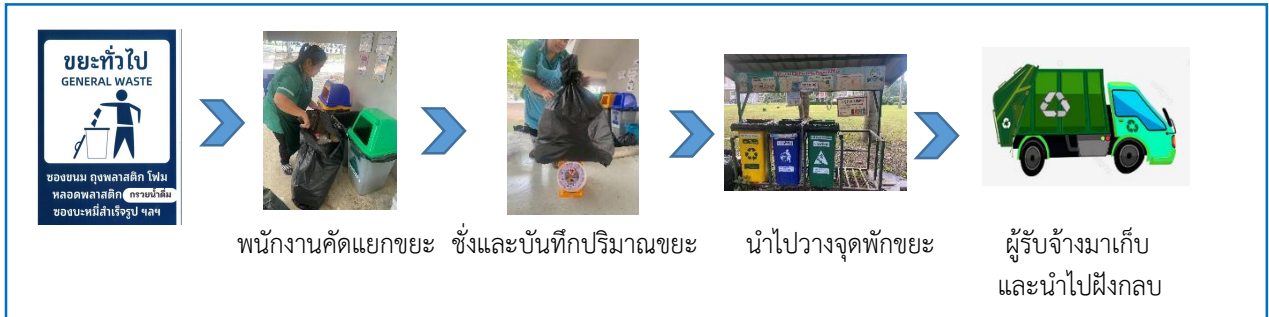 ขยะทั่วไป
GENERAL WASTE
ซองขนม ถุงพลาสติก โฟม
หลอดพลาสติก กรวยน้ำดื่ม
ซองบะหมี่สำเร็จรูป ฯลฯ
พนักงานคัดแยกขยะ
ชั่งและบันทึกปริมาณขยะ
นำไปวางจุดพักขยะ
ผู้รับจ้างมาเก็บ
และนำไปฝังกลบ